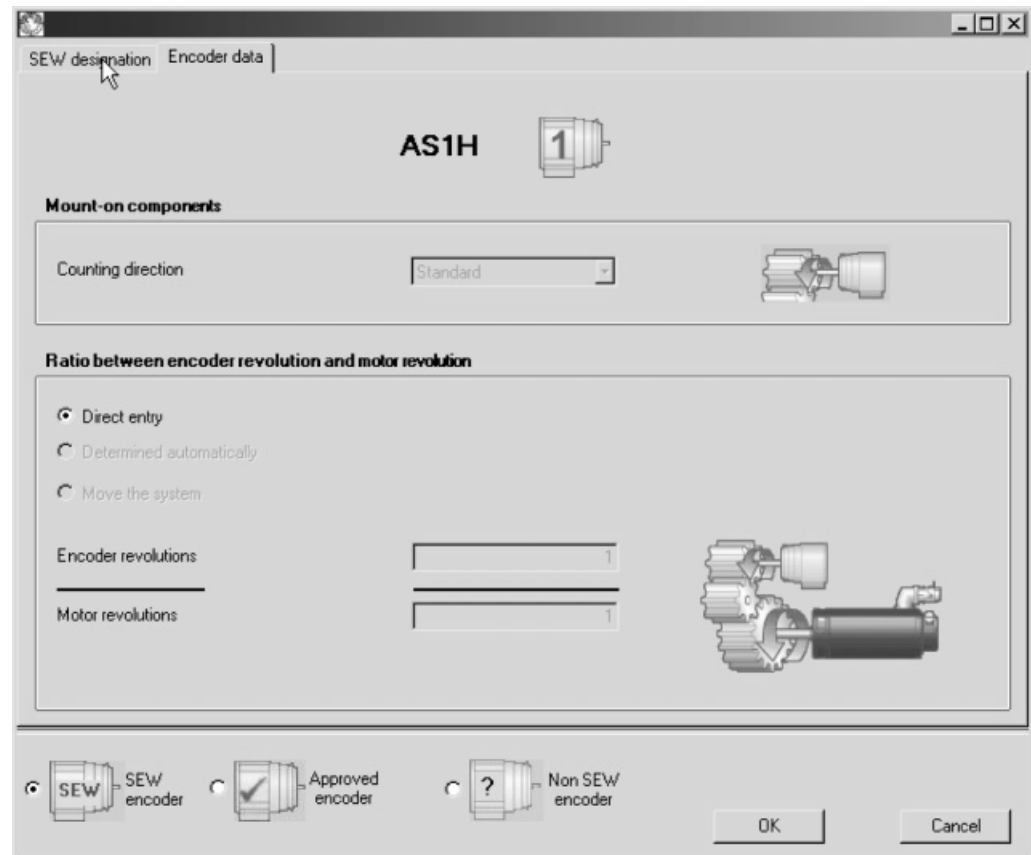 SEW designation Encoder data
AS1H 1
Mount-on components
Counting direction Standard
Ratio between encoder revolution and motor revolution
Direct entry
Determined automatically
Move the system
Encoder revolutions 1
Motor revolutions 1
SEW SEW encoder Approved encoder ? Non SEW encoder
OK Cancel